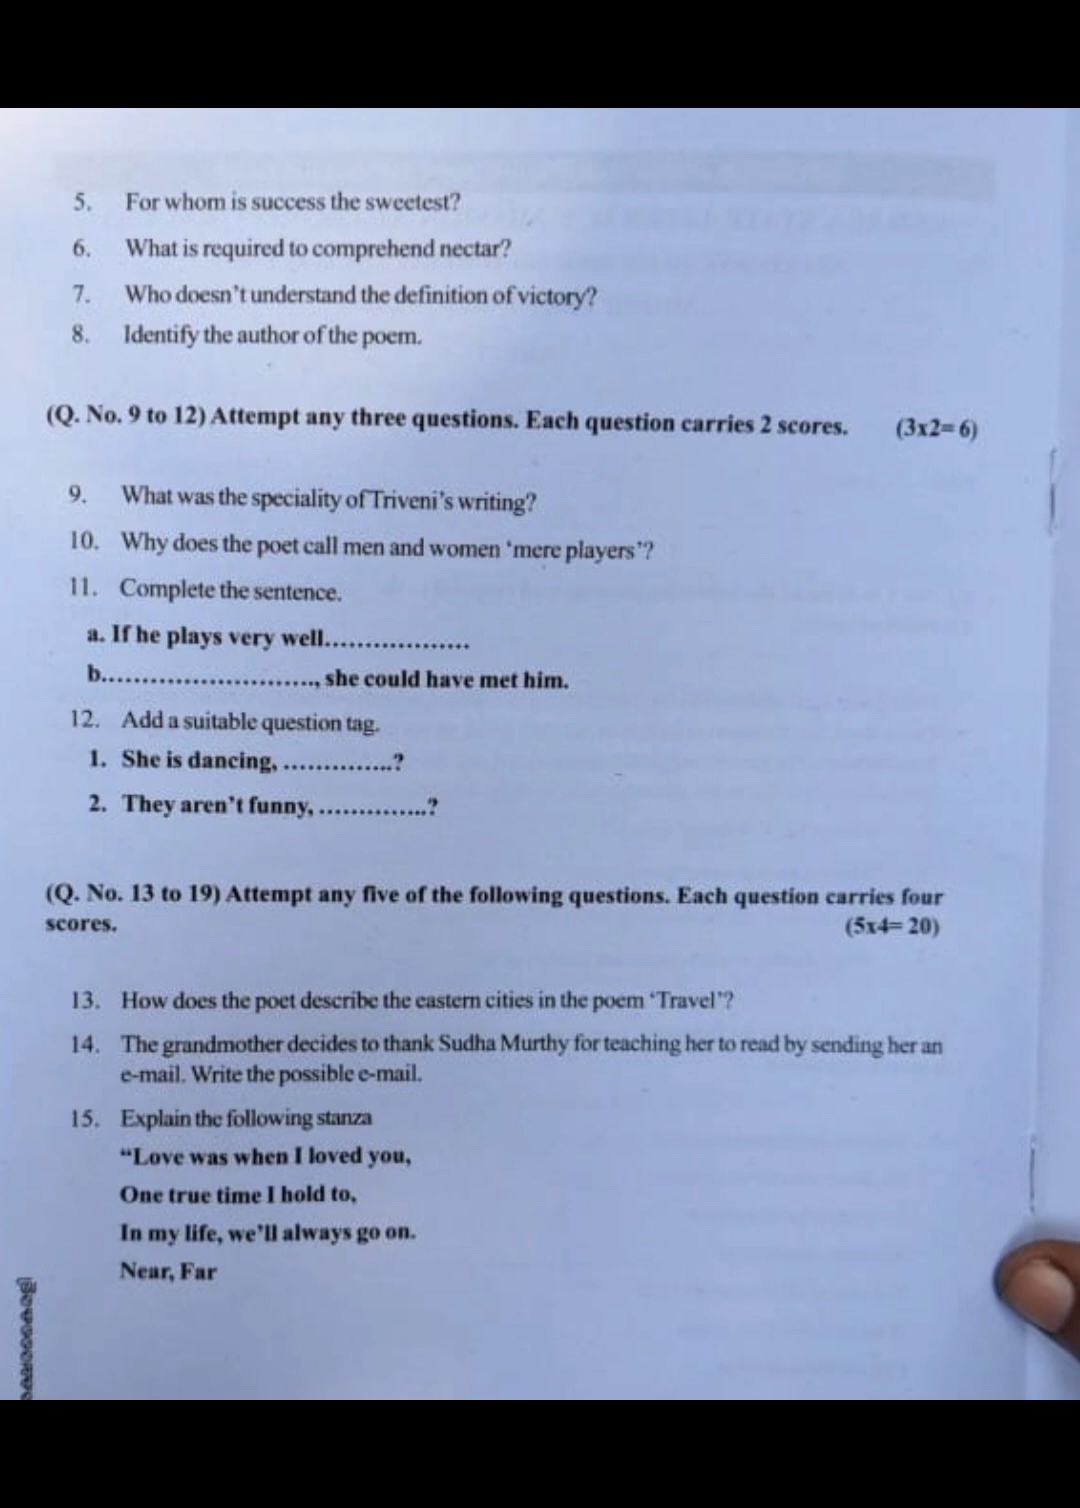 5. For whom is success the sweetest?
6. What is required to comprehend nectar?
7. Who doesn't understand the definition of victory?
8. Identify the author of the poem.
(Q. No. 9 to 12) Attempt any three questions. Each question carries 2 scores. (3x2=6)
9. What was the speciality of Triveni's writing?
10. Why does the poet call men and women 'mere players'?
11. Complete the sentence.
a. If he plays very well..................
b..........................., she could have met him.
12. Add a suitable question tag.
1. She is dancing, ..............?
2. They aren't funny, ..............?
(Q. No. 13 to 19) Attempt any five of the following questions. Each question carries four
scores. (5x4= 20)
13. How does the poet describe the eastern cities in the poem 'Travel'?
14. The grandmother decides to thank Sudha Murthy for teaching her to read by sending her an
e-mail. Write the possible e-mail.
15. Explain the following stanza
"Love was when I loved you,
One true time I hold to,
In my life, we'll always go on.
Near, Far